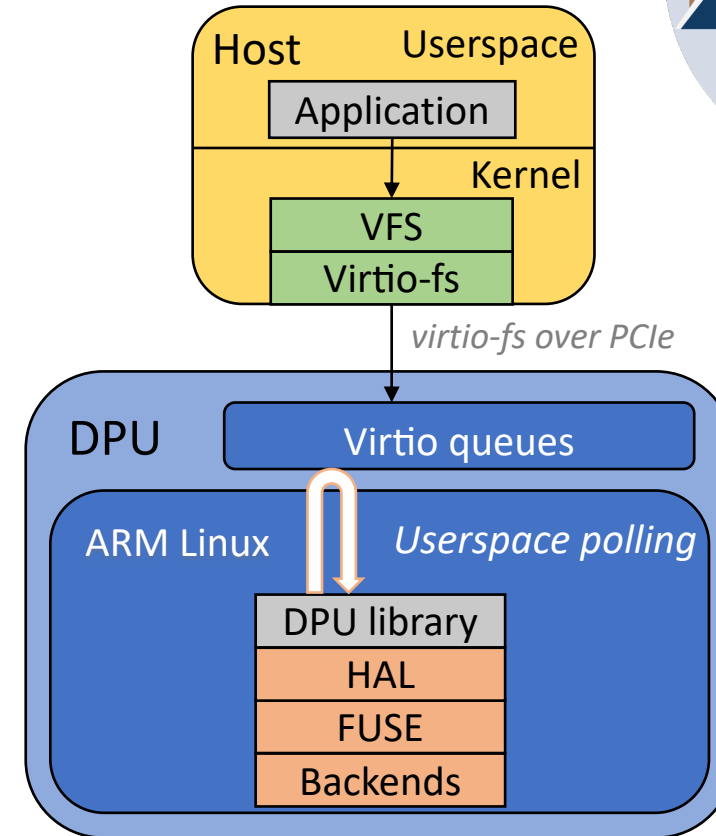 Host
Userspace
Application
Kernel
VFS
Virtio-fs
virtio-fs over PCIe
DPU
Virtio queues
ARM Linux
Userspace polling
DPU library
HAL
FUSE
Backends